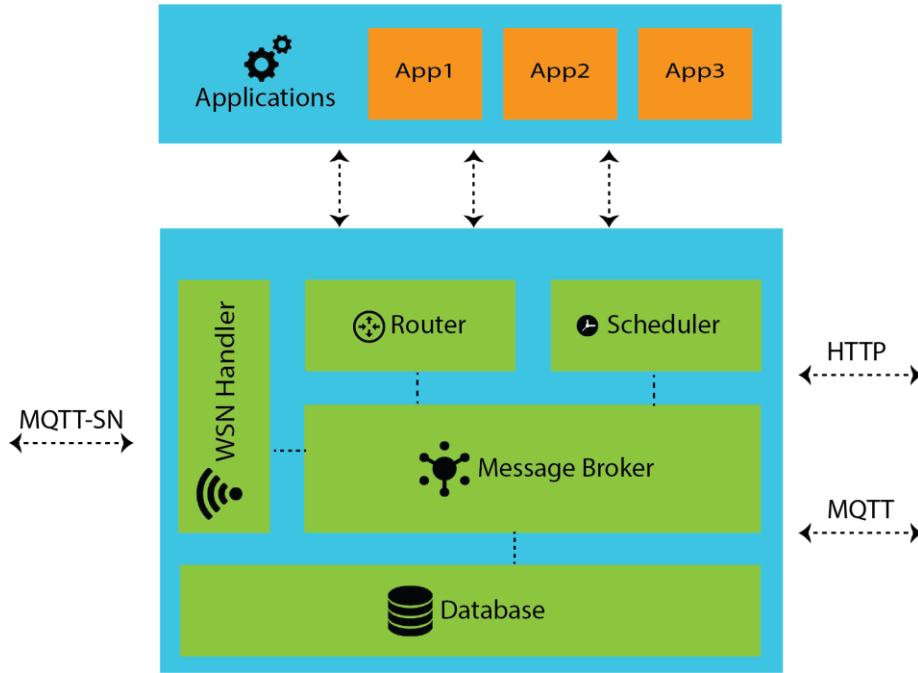 Applications
App1
App2
App3
WSN Handler
Router
Scheduler
HTTP
MQTT-SN
Message Broker
MQTT
Database